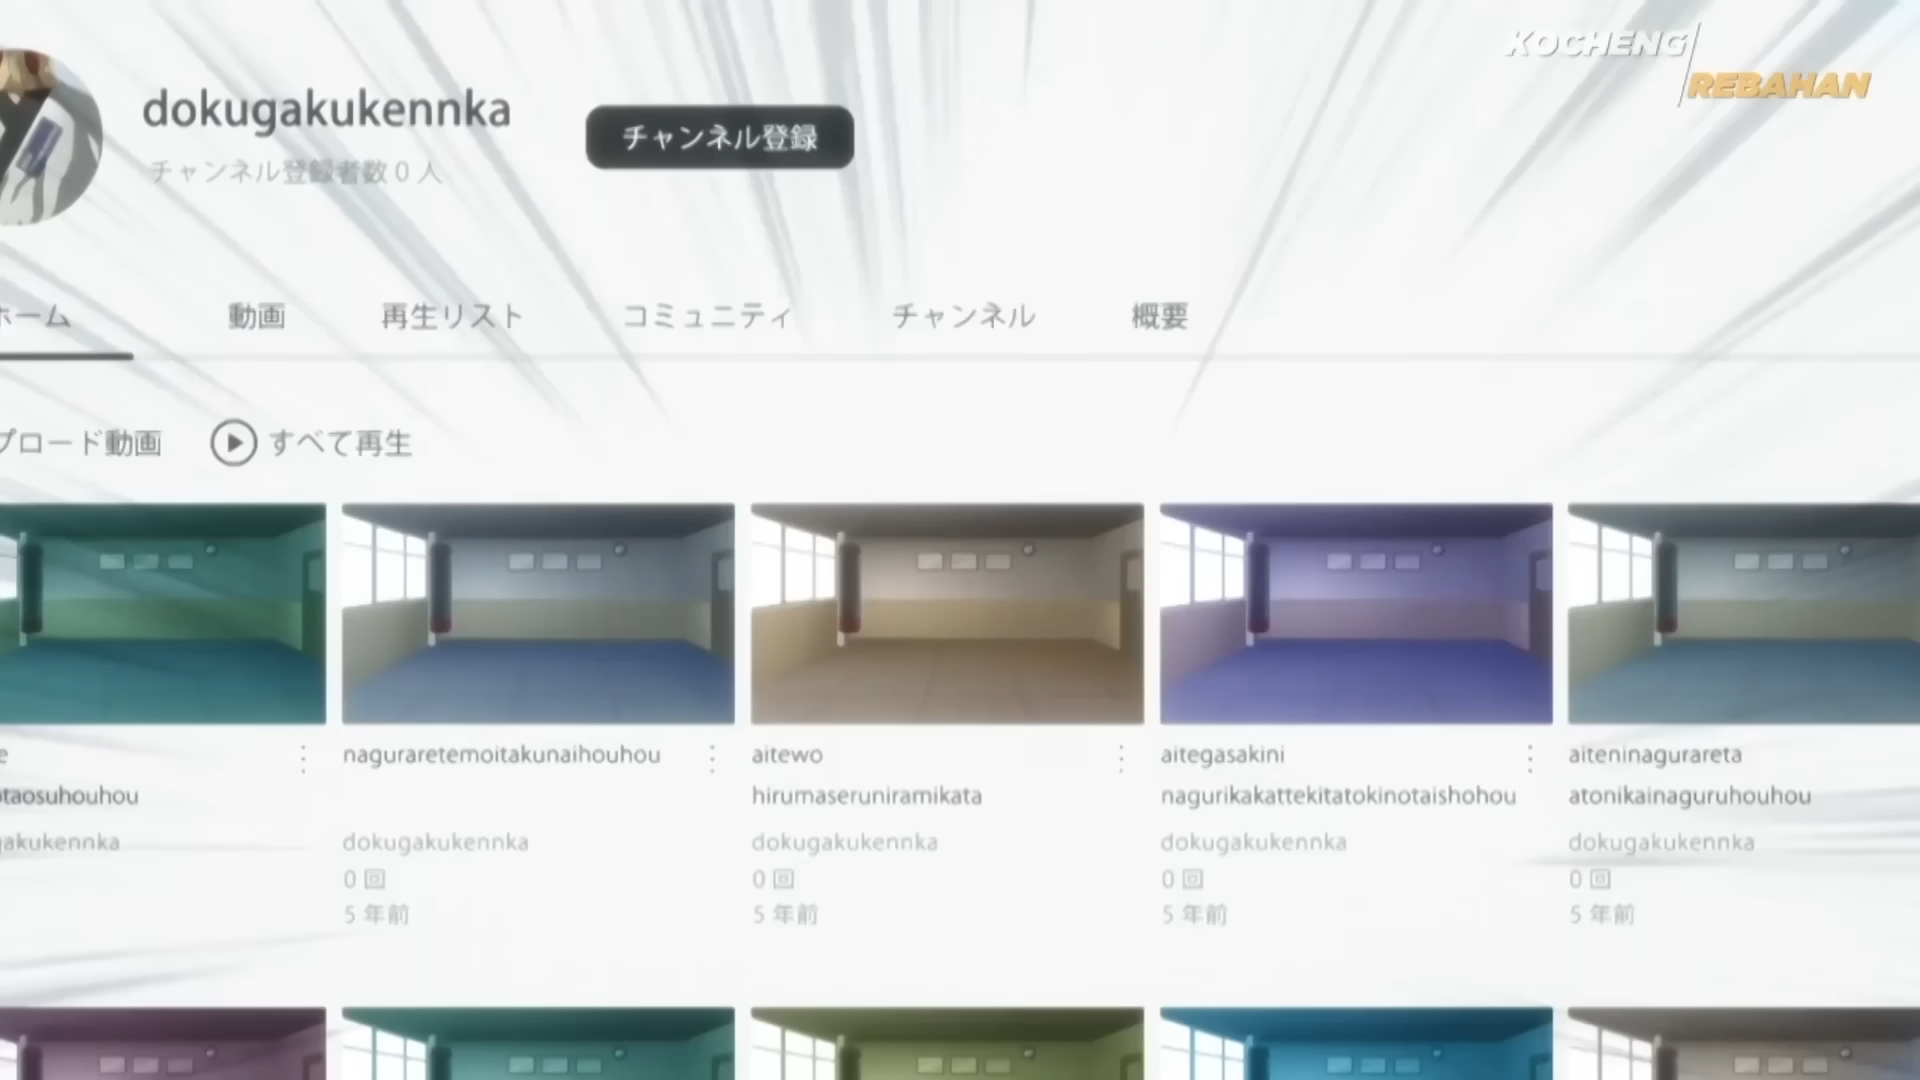 KOCHENG
REBAHAN
dokugakukennka
チャンネル登録
チャンネル登録者数 0 人
ホーム
動画
再生リスト
コミュニティ
チャンネル
概要
プロード動画
すべて再生
e
otaosuhouhou
gakukennka
naguraretemoitakunaihouhou
dokugakukennka
0 回
5 年前
aitewo
hirumaseruniramikata
dokugakukennka
0 回
5 年前
aitegasakini
nagurikakattekitatokinotaishohou
dokugakukennka
0 回
5 年前
aiteninagurareta
atonikainaguruhouhou
dokugakukennka
0 回
5 年前